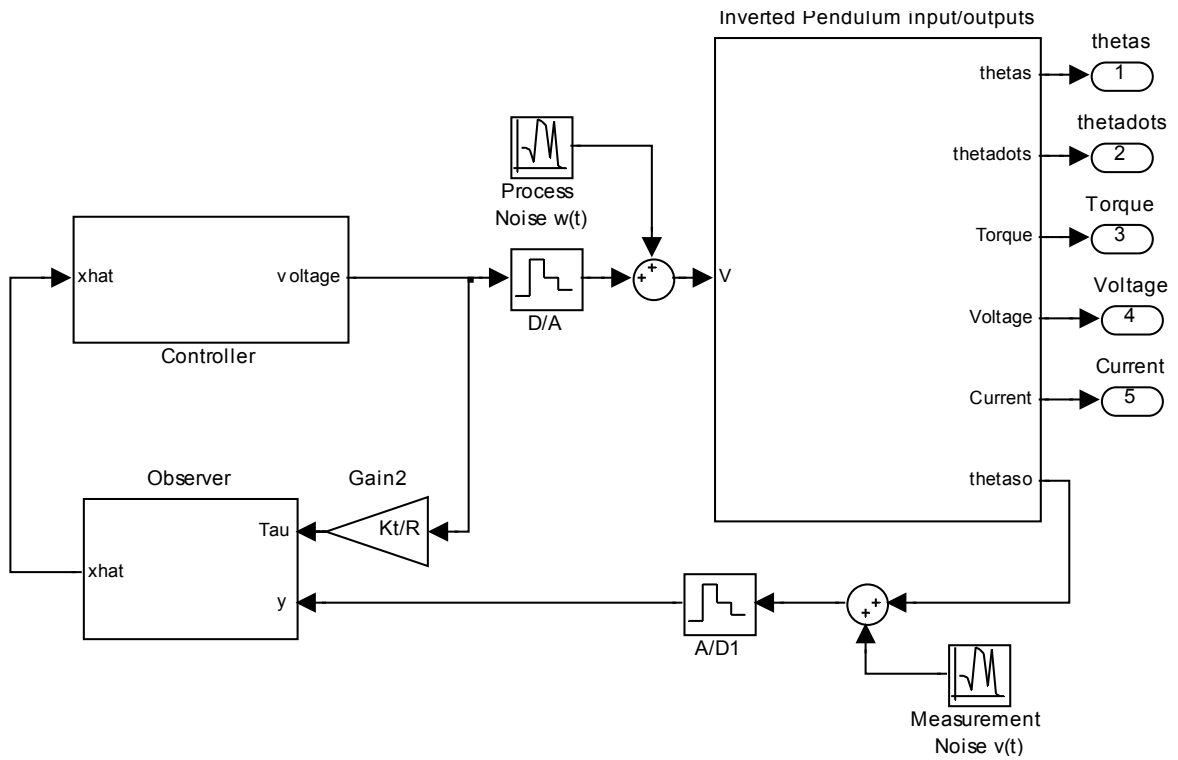 Inverted Pendulum input/outputs
thetas
thetas
1
thetadots
thetadots
2
Process
Noise w(t)
Torque
Torque
3
xhat
voltage
Controller
D/A
+
+
V
Voltage
Voltage
4
Current
Current
5
Observer
Gain2
thetaso
Tau
Kt/R
xhat
y
A/D1
+
+
Measurement
Noise v(t)